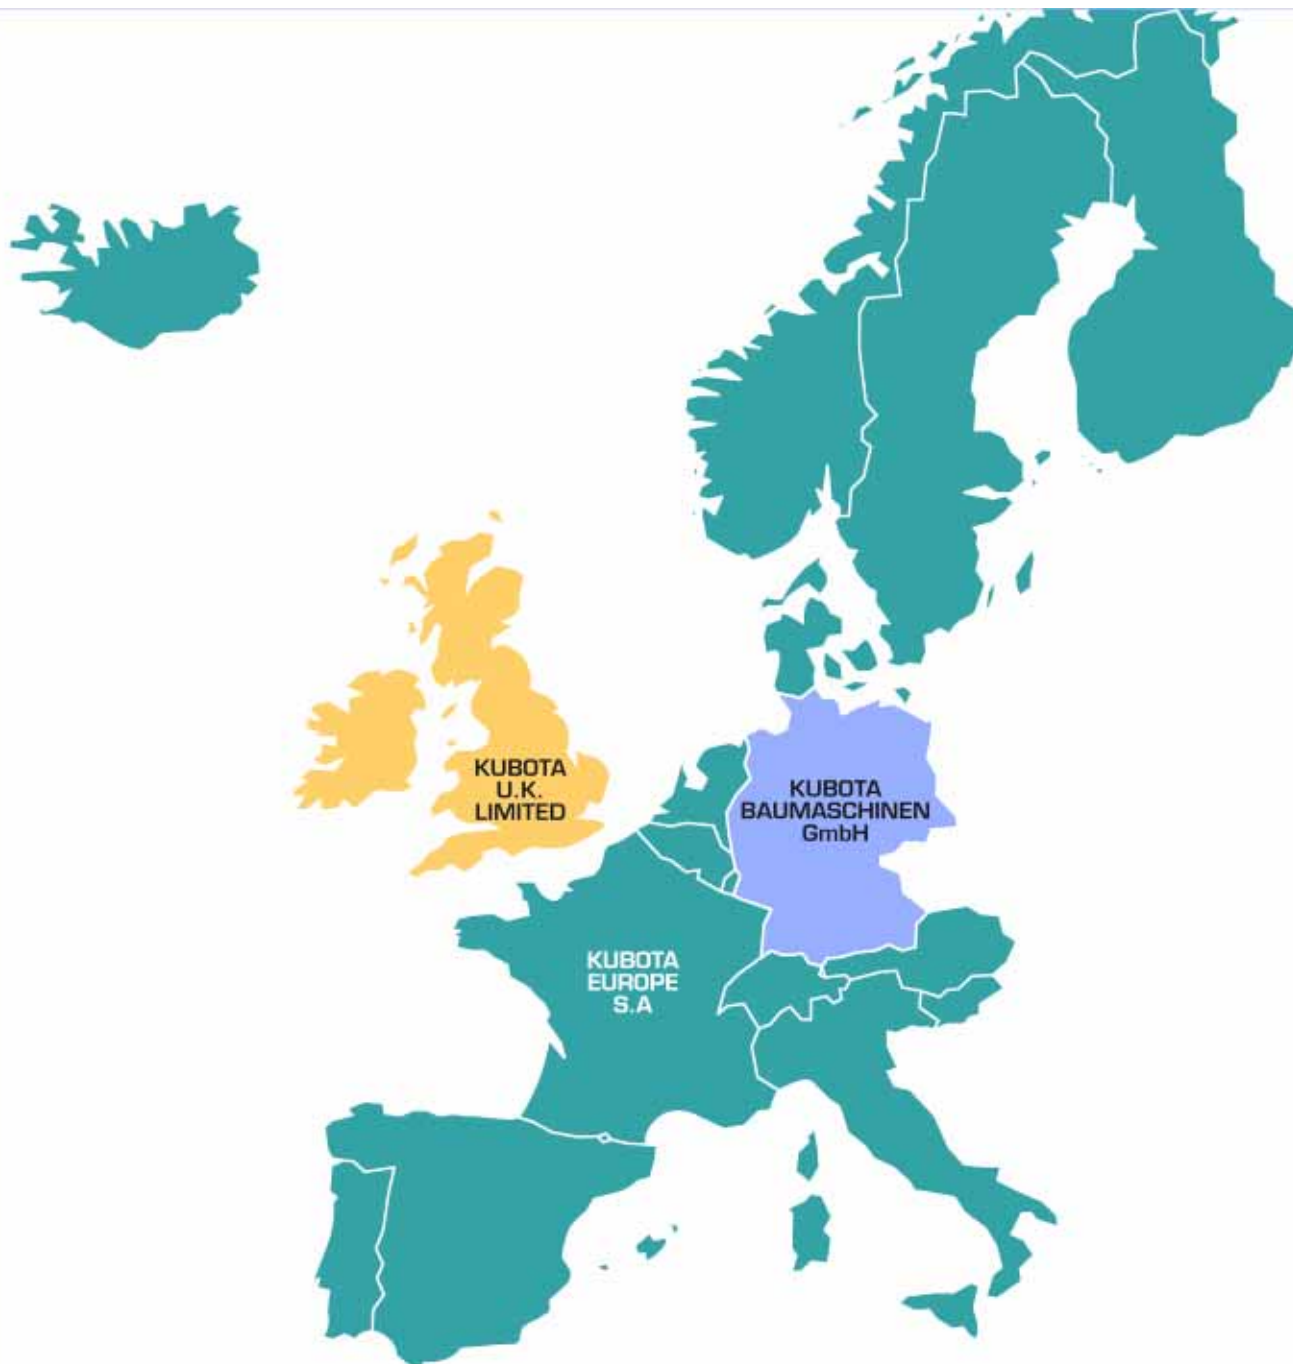 KUBOTA
U.K.
LIMITED
KUBOTA
BAUMASCHINEN
GmbH
KUBOTA
EUROPE
S.A